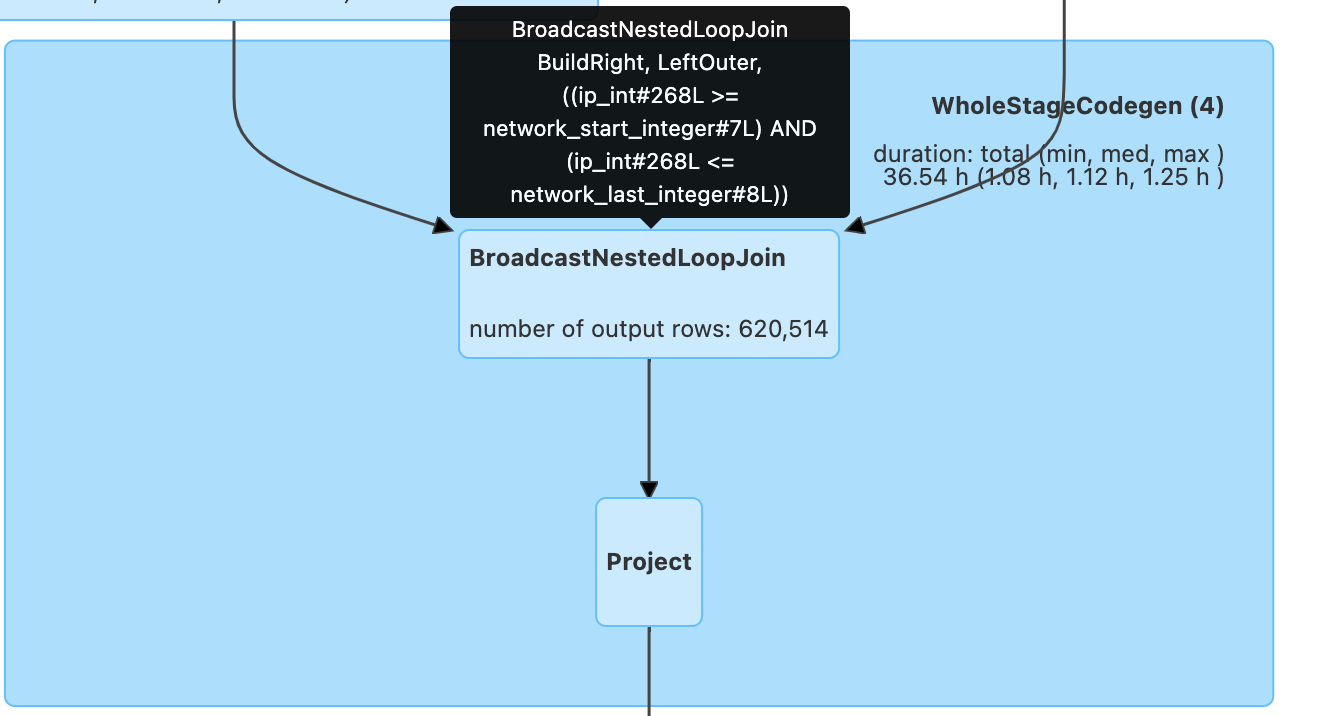 BroadcastNestedLoopJoin
BuildRight, LeftOuter,
((ip_int#268L >=
network_start_integer#7L) AND
(ip_int#268L <=
network_last_integer#8L))
WholeStageCodegen (4)
duration: total (min, med, max )
36.54 h (1.08 h, 1.12 h, 1.25 h )
BroadcastNestedLoopJoin
number of output rows: 620,514
Project